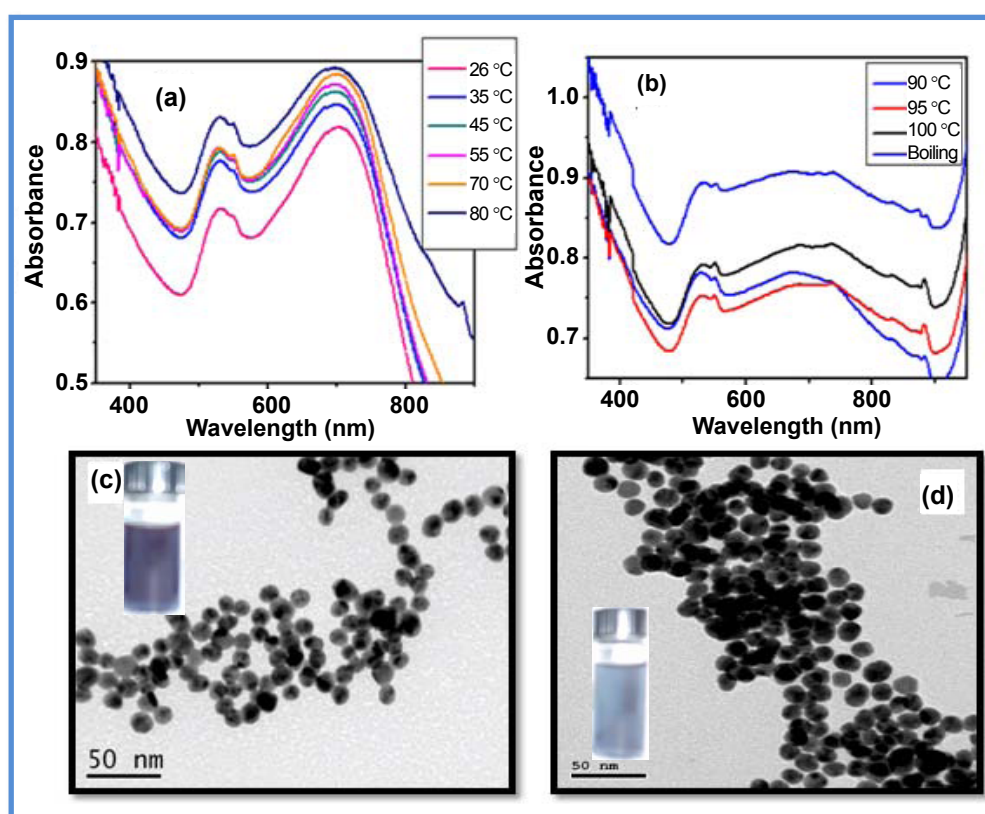 (a)
0.9
0.8
0.7
0.6
0.5
Absorbance
400 600 800
Wavelength (nm)
26 °C
35 °C
45 °C
55 °C
70 °C
80 °C
(b)
1.0
0.9
0.8
0.7
Absorbance
400 600 800
Wavelength (nm)
90 °C
95 °C
100 °C
Boiling
(c)
50 nm
(d)
50 nm